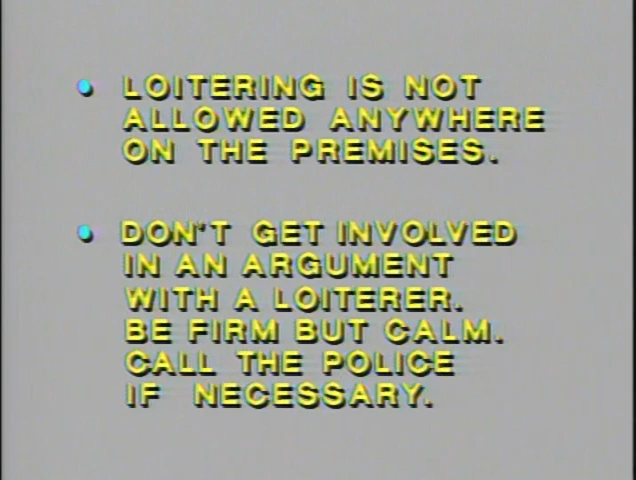 • LOITERING IS NOT
ALLOWED ANYWHERE
ON THE PREMISES.
• DON'T GET INVOLVED
IN AN ARGUMENT
WITH A LOITERER.
BE FIRM BUT CALM.
CALL THE POLICE
IF NECESSARY.